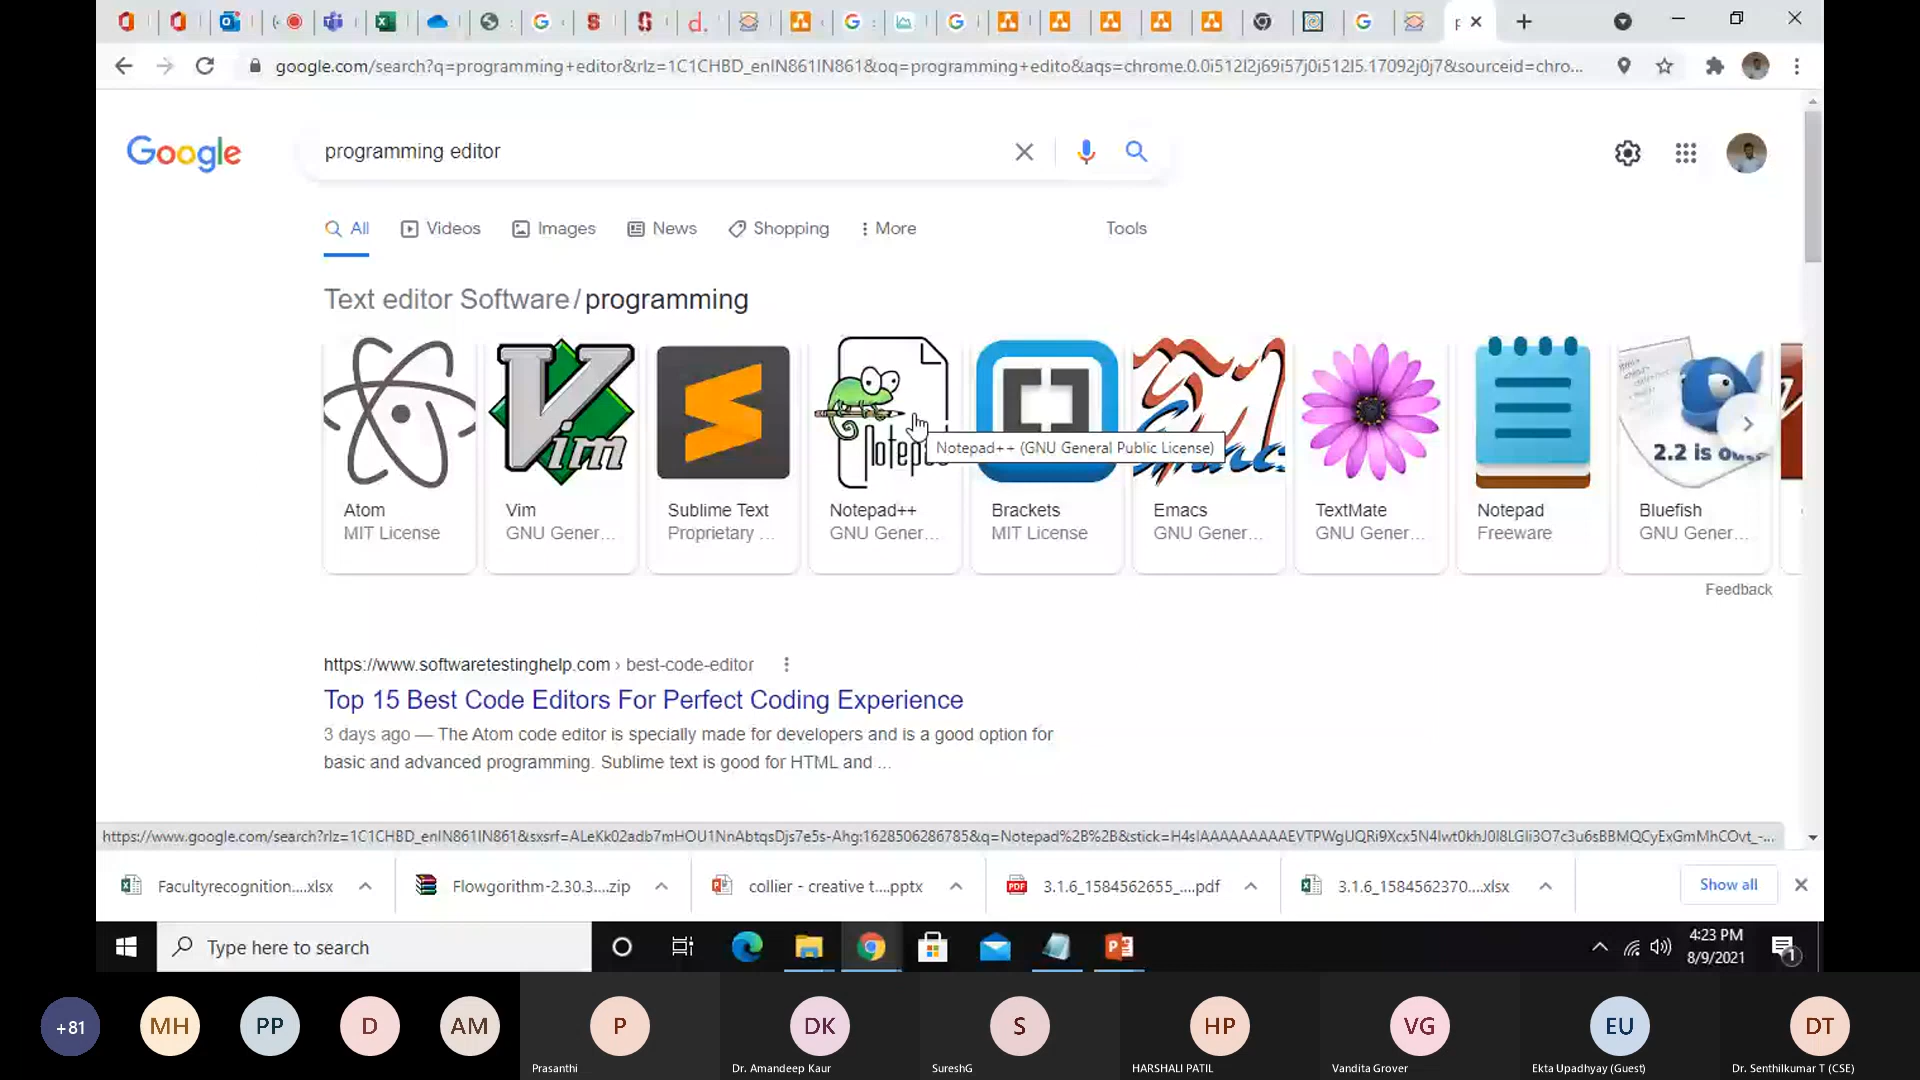 google.com/search?q=programming+editor&rlz=1C1CHBD_enIN861IN861&oq=programming+edito&aqs=chrome.0.0i512l2j69i57j0i512l5.17092j0j7&sourceid=chro...
Google
programming editor
All Videos Images News Shopping More Tools
Text editor Software/programming
Vim
Notep
2.2 is out
Notepad++ (GNU General Public License)
Atom Vim Sublime Text Notepad++ Brackets Emacs TextMate Notepad Bluefish
MIT License GNU Gener... Proprietary ... GNU Gener... MIT License GNU Gener... GNU Gener... Freeware GNU Gener...
Feedback
https://www.softwaretestinghelp.com › best-code-editor
Top 15 Best Code Editors For Perfect Coding Experience
3 days ago — The Atom code editor is specially made for developers and is a good option for
basic and advanced programming. Sublime text is good for HTML and ...
Facultyrecognition....xlsx Flowgorithm-2.30.3....zip collier - creative t....pptx 3.1.6_1584562655_....pdf 3.1.6_1584562370....xlsx Show all
Type here to search
4:23 PM
8/9/2021
1
+81 MH PP D AM P DK S HP VG EU DT
Prasanthi Dr. Amandeep Kaur SureshG HARSHALI PATIL Vandita Grover Ekta Upadhyay (Guest) Dr. Senthilkumar T (CSE)